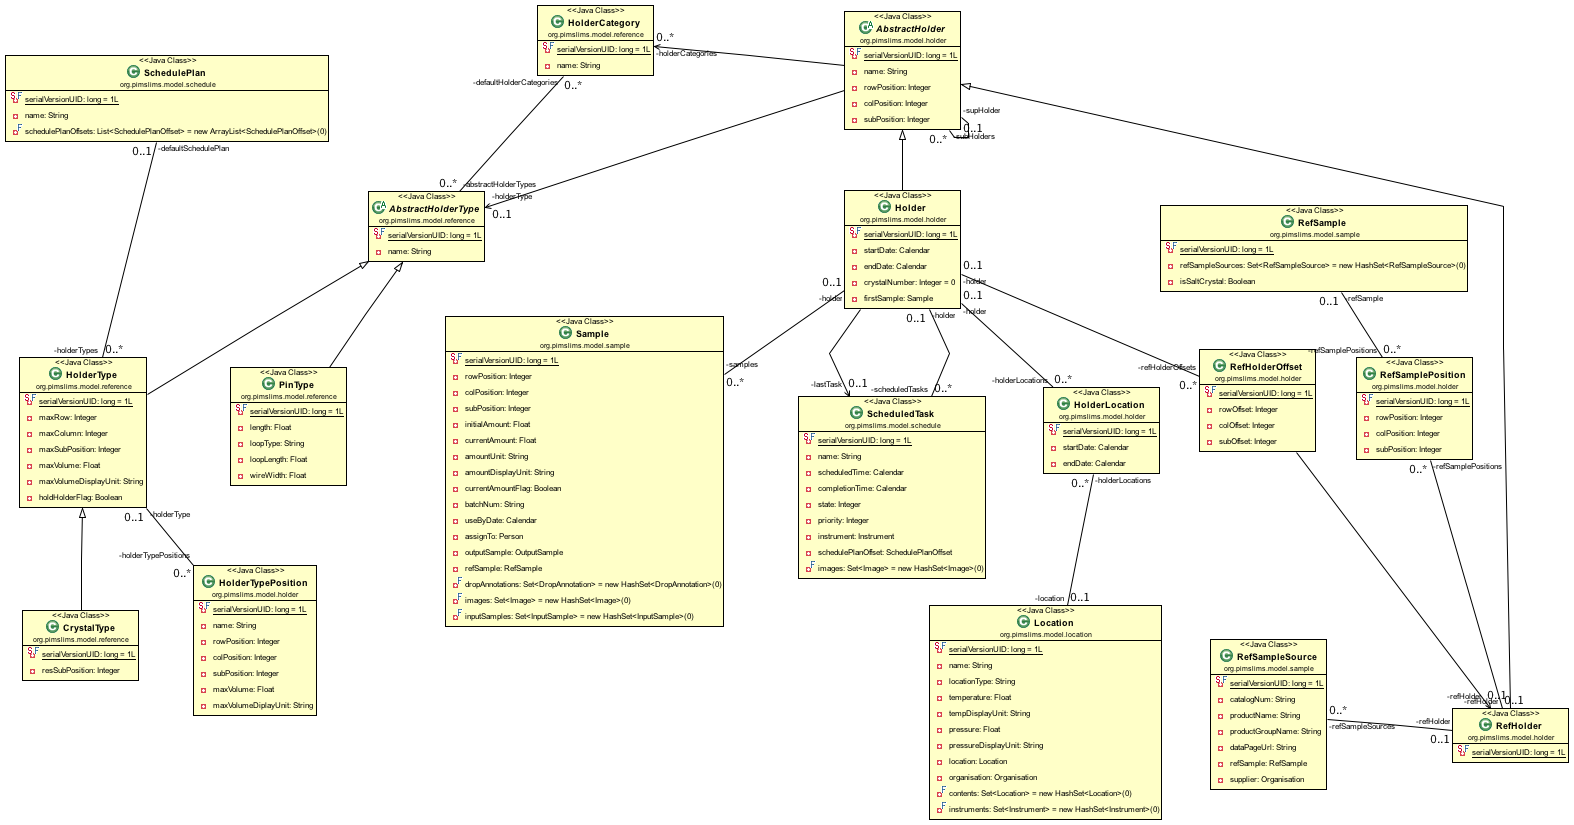 <<Java Class>>
SchedulePlan
org.pimslims.model.schedule
serialVersionUID: long = 1L
name: String
schedulePlanOffsets: List<SchedulePlanOffset> = new ArrayList<SchedulePlanOffset>(0)
0..1
-defaultSchedulePlan
<<Java Class>>
HolderCategory
org.pimslims.model.reference
serialVersionUID: long = 1L
name: String
0..*
-holderCategories
-defaultHolderCategories
0..*
<<Java Class>>
AbstractHolder
org.pimslims.model.holder
serialVersionUID: long = 1L
name: String
rowPosition: Integer
colPosition: Integer
subPosition: Integer
-supHolder
0..1
0..*
-subHolders
0..*
-abstractHolderTypes
-holderType
0..1
<<Java Class>>
AbstractHolderType
org.pimslims.model.reference
serialVersionUID: long = 1L
name: String
<<Java Class>>
Holder
org.pimslims.model.holder
serialVersionUID: long = 1L
startDate: Calendar
endDate: Calendar
crystalNumber: Integer = 0
firstSample: Sample
0..1
-holder
0..1
-holder
0..1
-holder
0..1
-holder
<<Java Class>>
RefSample
org.pimslims.model.sample
serialVersionUID: long = 1L
refSampleSources: Set<RefSampleSource> = new HashSet<RefSampleSource>(0)
isSaltCrystal: Boolean
0..1
-refSample
-refSamplePositions
0..*
-holderTypes
0..*
<<Java Class>>
HolderType
org.pimslims.model.reference
serialVersionUID: long = 1L
maxRow: Integer
maxColumn: Integer
maxSubPosition: Integer
maxVolume: Float
maxVolumeDisplayUnit: String
holdHolderFlag: Boolean
0..1
-holderType
-holderTypePositions
0..*
<<Java Class>>
PinType
org.pimslims.model.reference
serialVersionUID: long = 1L
length: Float
loopType: String
loopLength: Float
wireWidth: Float
<<Java Class>>
Sample
org.pimslims.model.sample
serialVersionUID: long = 1L
rowPosition: Integer
colPosition: Integer
subPosition: Integer
initialAmount: Float
currentAmount: Float
amountUnit: String
amountDisplayUnit: String
currentAmountFlag: Boolean
batchNum: String
useByDate: Calendar
assignTo: Person
outputSample: OutputSample
refSample: RefSample
dropAnnotations: Set<DropAnnotation> = new HashSet<DropAnnotation>(0)
images: Set<Image> = new HashSet<Image>(0)
inputSamples: Set<InputSample> = new HashSet<InputSample>(0)
-samples
0..*
-lastTask
0..1
-scheduledTasks
0..*
<<Java Class>>
ScheduledTask
org.pimslims.model.schedule
serialVersionUID: long = 1L
name: String
scheduledTime: Calendar
completionTime: Calendar
state: Integer
priority: Integer
instrument: Instrument
schedulePlanOffset: SchedulePlanOffset
images: Set<Image> = new HashSet<Image>(0)
-holderLocations
0..*
<<Java Class>>
HolderLocation
org.pimslims.model.holder
serialVersionUID: long = 1L
startDate: Calendar
endDate: Calendar
0..*
-holderLocations
-refHolderOffsets
0..*
<<Java Class>>
RefHolderOffset
org.pimslims.model.holder
serialVersionUID: long = 1L
rowOffset: Integer
colOffset: Integer
subOffset: Integer
<<Java Class>>
RefSamplePosition
org.pimslims.model.holder
serialVersionUID: long = 1L
rowPosition: Integer
colPosition: Integer
subPosition: Integer
0..*
-refSamplePositions
<<Java Class>>
CrystalType
org.pimslims.model.reference
serialVersionUID: long = 1L
resSubPosition: Integer
<<Java Class>>
HolderTypePosition
org.pimslims.model.holder
serialVersionUID: long = 1L
name: String
rowPosition: Integer
colPosition: Integer
subPosition: Integer
maxVolume: Float
maxVolumeDiplayUnit: String
-location
0..1
<<Java Class>>
Location
org.pimslims.model.location
serialVersionUID: long = 1L
name: String
locationType: String
temperature: Float
tempDisplayUnit: String
pressure: Float
pressureDisplayUnit: String
location: Location
organisation: Organisation
contents: Set<Location> = new HashSet<Location>(0)
instruments: Set<Instrument> = new HashSet<Instrument>(0)
<<Java Class>>
RefSampleSource
org.pimslims.model.sample
serialVersionUID: long = 1L
catalogNum: String
productName: String
productGroupName: String
dataPageUrl: String
refSample: RefSample
supplier: Organisation
0..*
-refSampleSources
-refHolder
0..1
-refHolder
0..1
-refHolder
0..1
<<Java Class>>
RefHolder
org.pimslims.model.holder
serialVersionUID: long = 1L